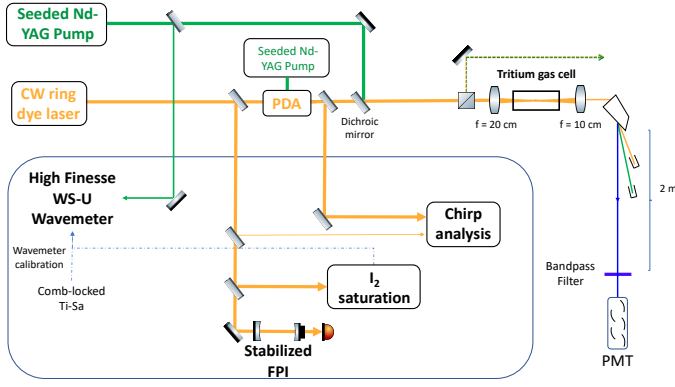 Seeded Nd-
YAG Pump
Seeded Nd-
YAG Pump
CW ring
dye laser
PDA
Dichroic
mirror
Tritium gas cell
f = 20 cm
f = 10 cm
2 m
High Finesse
WS-U
Wavemeter
Chirp
analysis
Wavemeter
calibration
Comb-locked
Ti-Sa
I₂
saturation
Stabilized
FPI
Bandpass
Filter
PMT